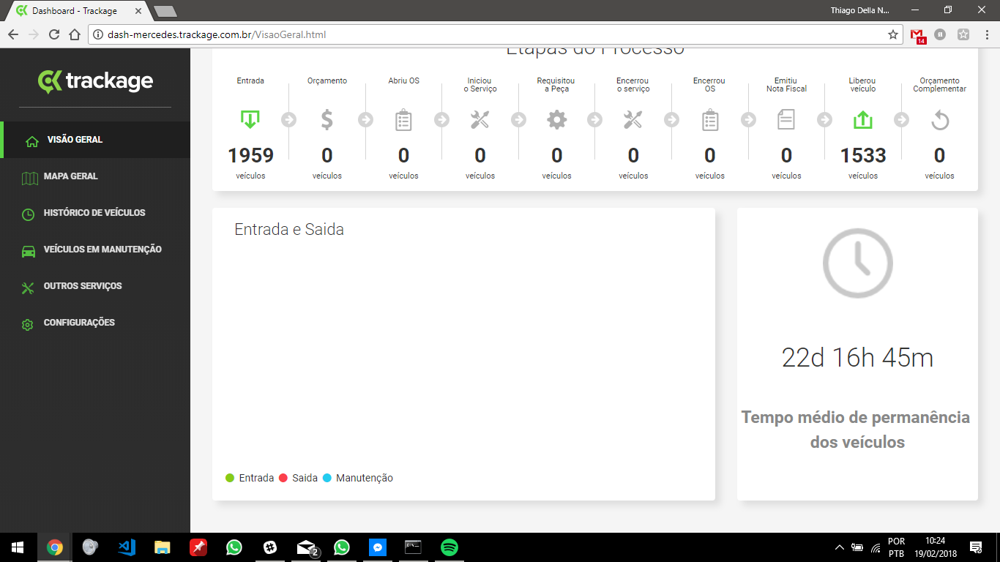 Dashboard - Trackage
Thiago Della N...
dash-mercedes.trackage.com.br/VisaoGeral.html
14
trackage
VISÃO GERAL
MAPA GERAL
HISTÓRICO DE VEÍCULOS
VEÍCULOS EM MANUTENÇÃO
OUTROS SERVIÇOS
CONFIGURAÇÕES
Etapas do Processo
Entrada
1959
veículos
Orçamento
0
veículos
Abriu OS
0
veículos
Iniciou
o Serviço
0
veículos
Requisitou
a Peça
0
veículos
Encerrou
o serviço
0
veículos
Encerrou
OS
0
veículos
Emitiu
Nota Fiscal
0
veículos
Liberou
veículo
1533
veículos
Orçamento
Complementar
0
veículos
Entrada e Saida
Entrada Saida Manutenção
22d 16h 45m
Tempo médio de permanência
dos veículos
2
POR
PTB
10:24
19/02/2018